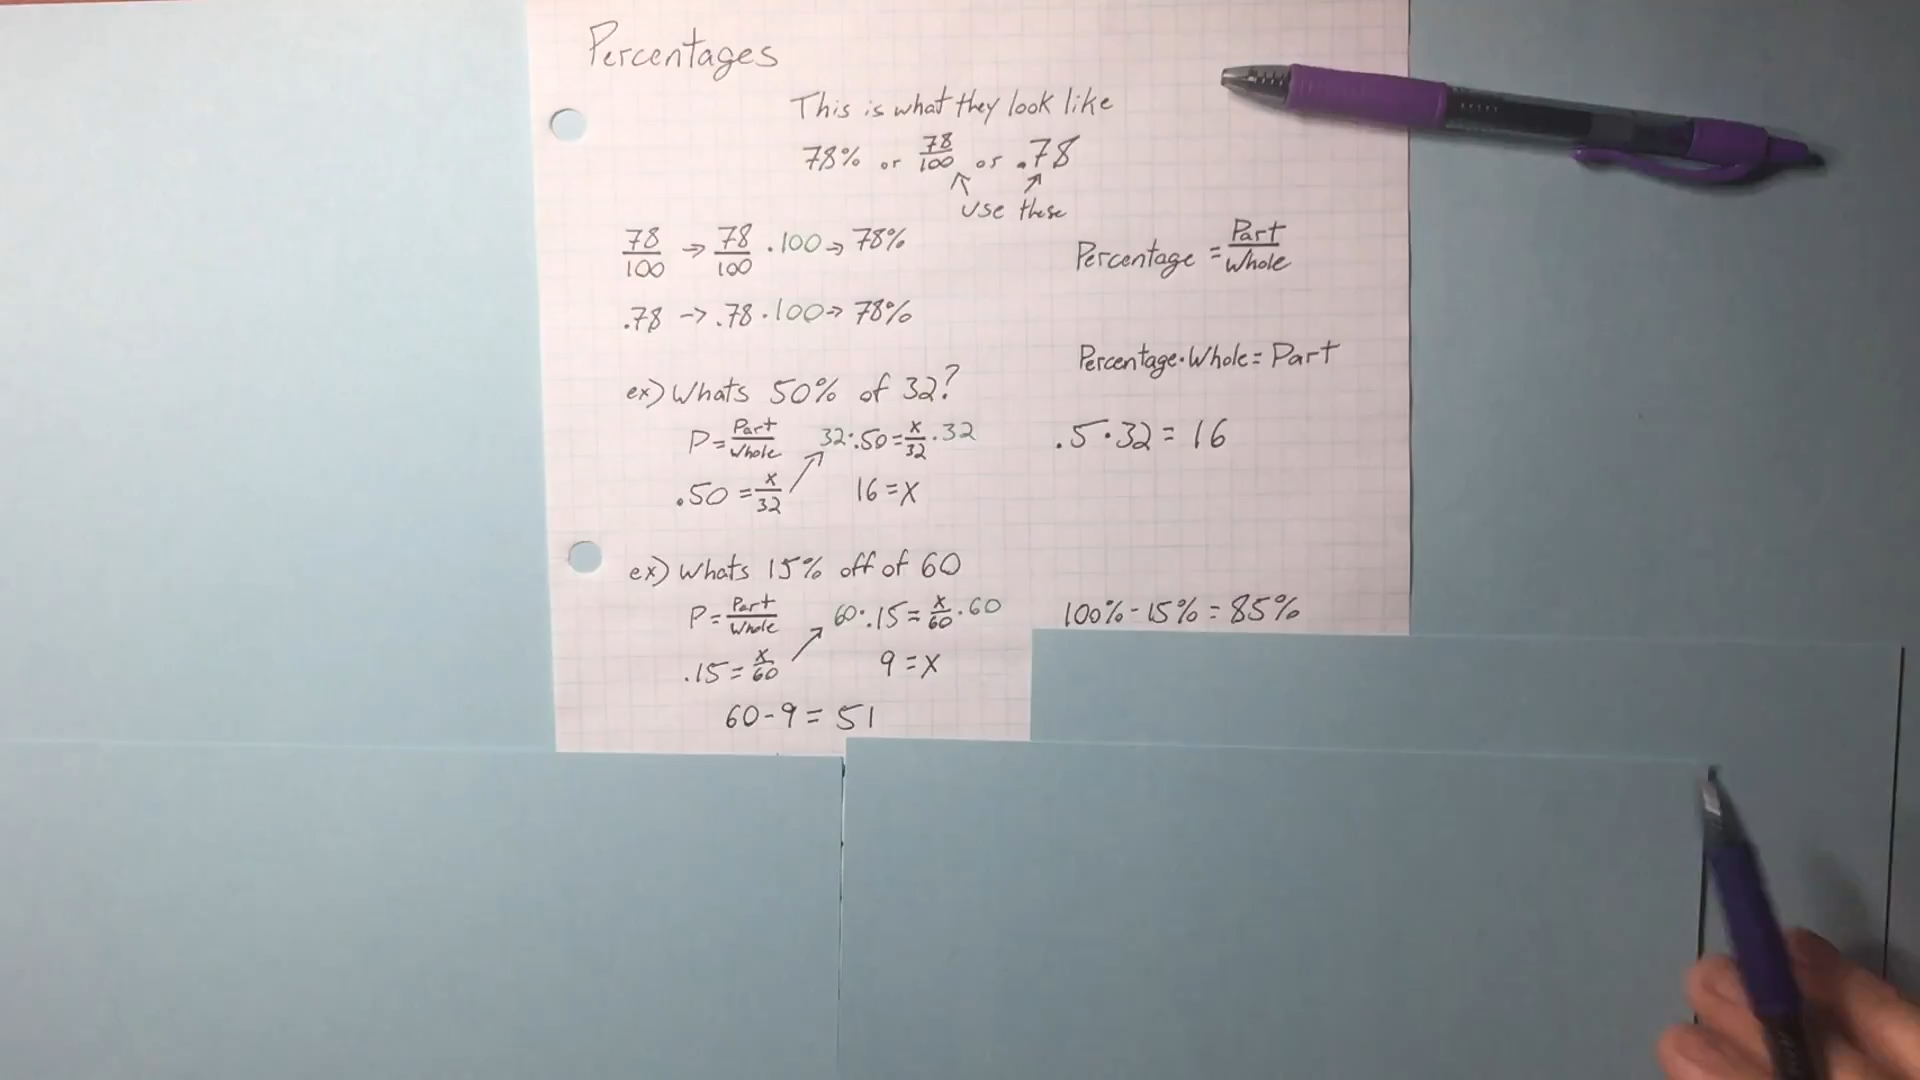 Percentages
This is what they look like
78% or 78/100 or .78
use these
78/100 → 78/100 · 100 → 78%
Percentage = Part/Whole
.78 → .78 · 100 → 78%
Percentage · Whole = Part
ex) Whats 50% of 32?
P = Part/Whole 32 · .50 = x/32 · 32
.5 · 32 = 16
.50 = x/32 16 = x
ex) Whats 15% off of 60
P = Part/Whole 60 · .15 = x/60 · 60
100% - 15% = 85%
.15 = x/60 9 = x
60 - 9 = 51